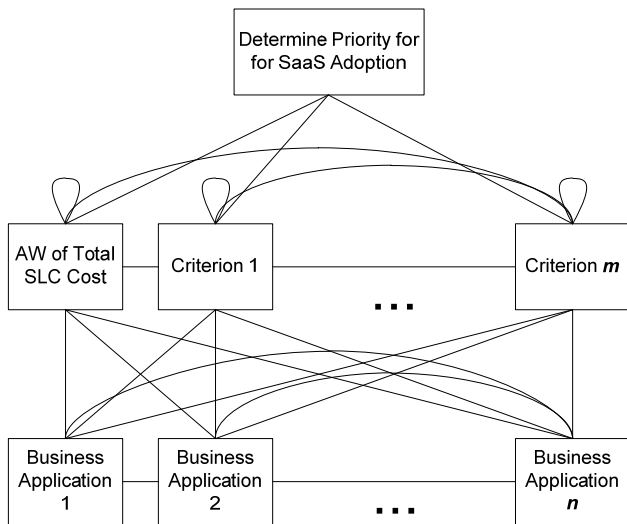 Determine Priority for
for SaaS Adoption
AW of Total
SLC Cost
Criterion 1
Criterion m
...
Business
Application
1
Business
Application
2
Business
Application
n
...